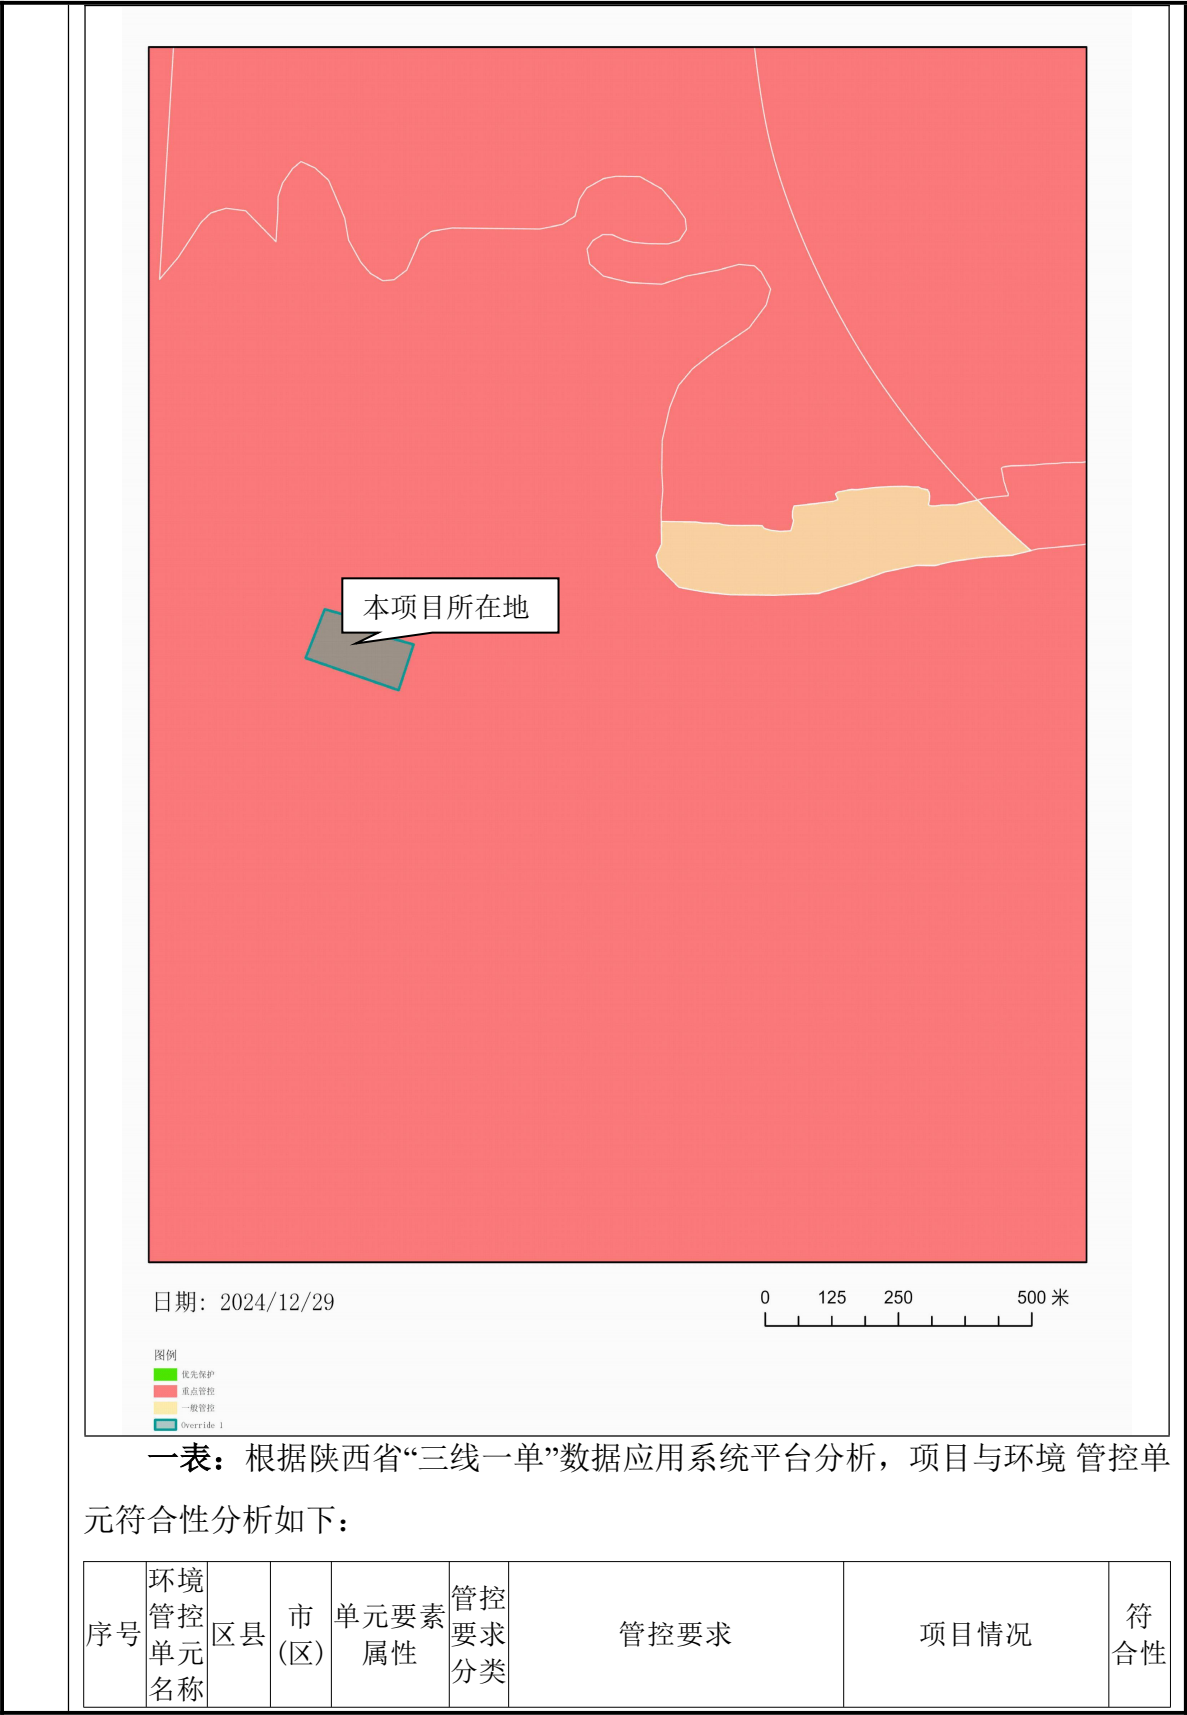 本项目所在地
日期: 2024/12/29
0 125 250 500 米
图例
优先保护
重点管控
一般管控
Override 1
一表：根据陕西省“三线一单”数据应用系统平台分析，项目与环境 管控单
元符合性分析如下：
序号
环境
管控
单元
名称
区县
市
(区)
单元要素
属性
管控
要求
分类
管控要求
项目情况
符
合性